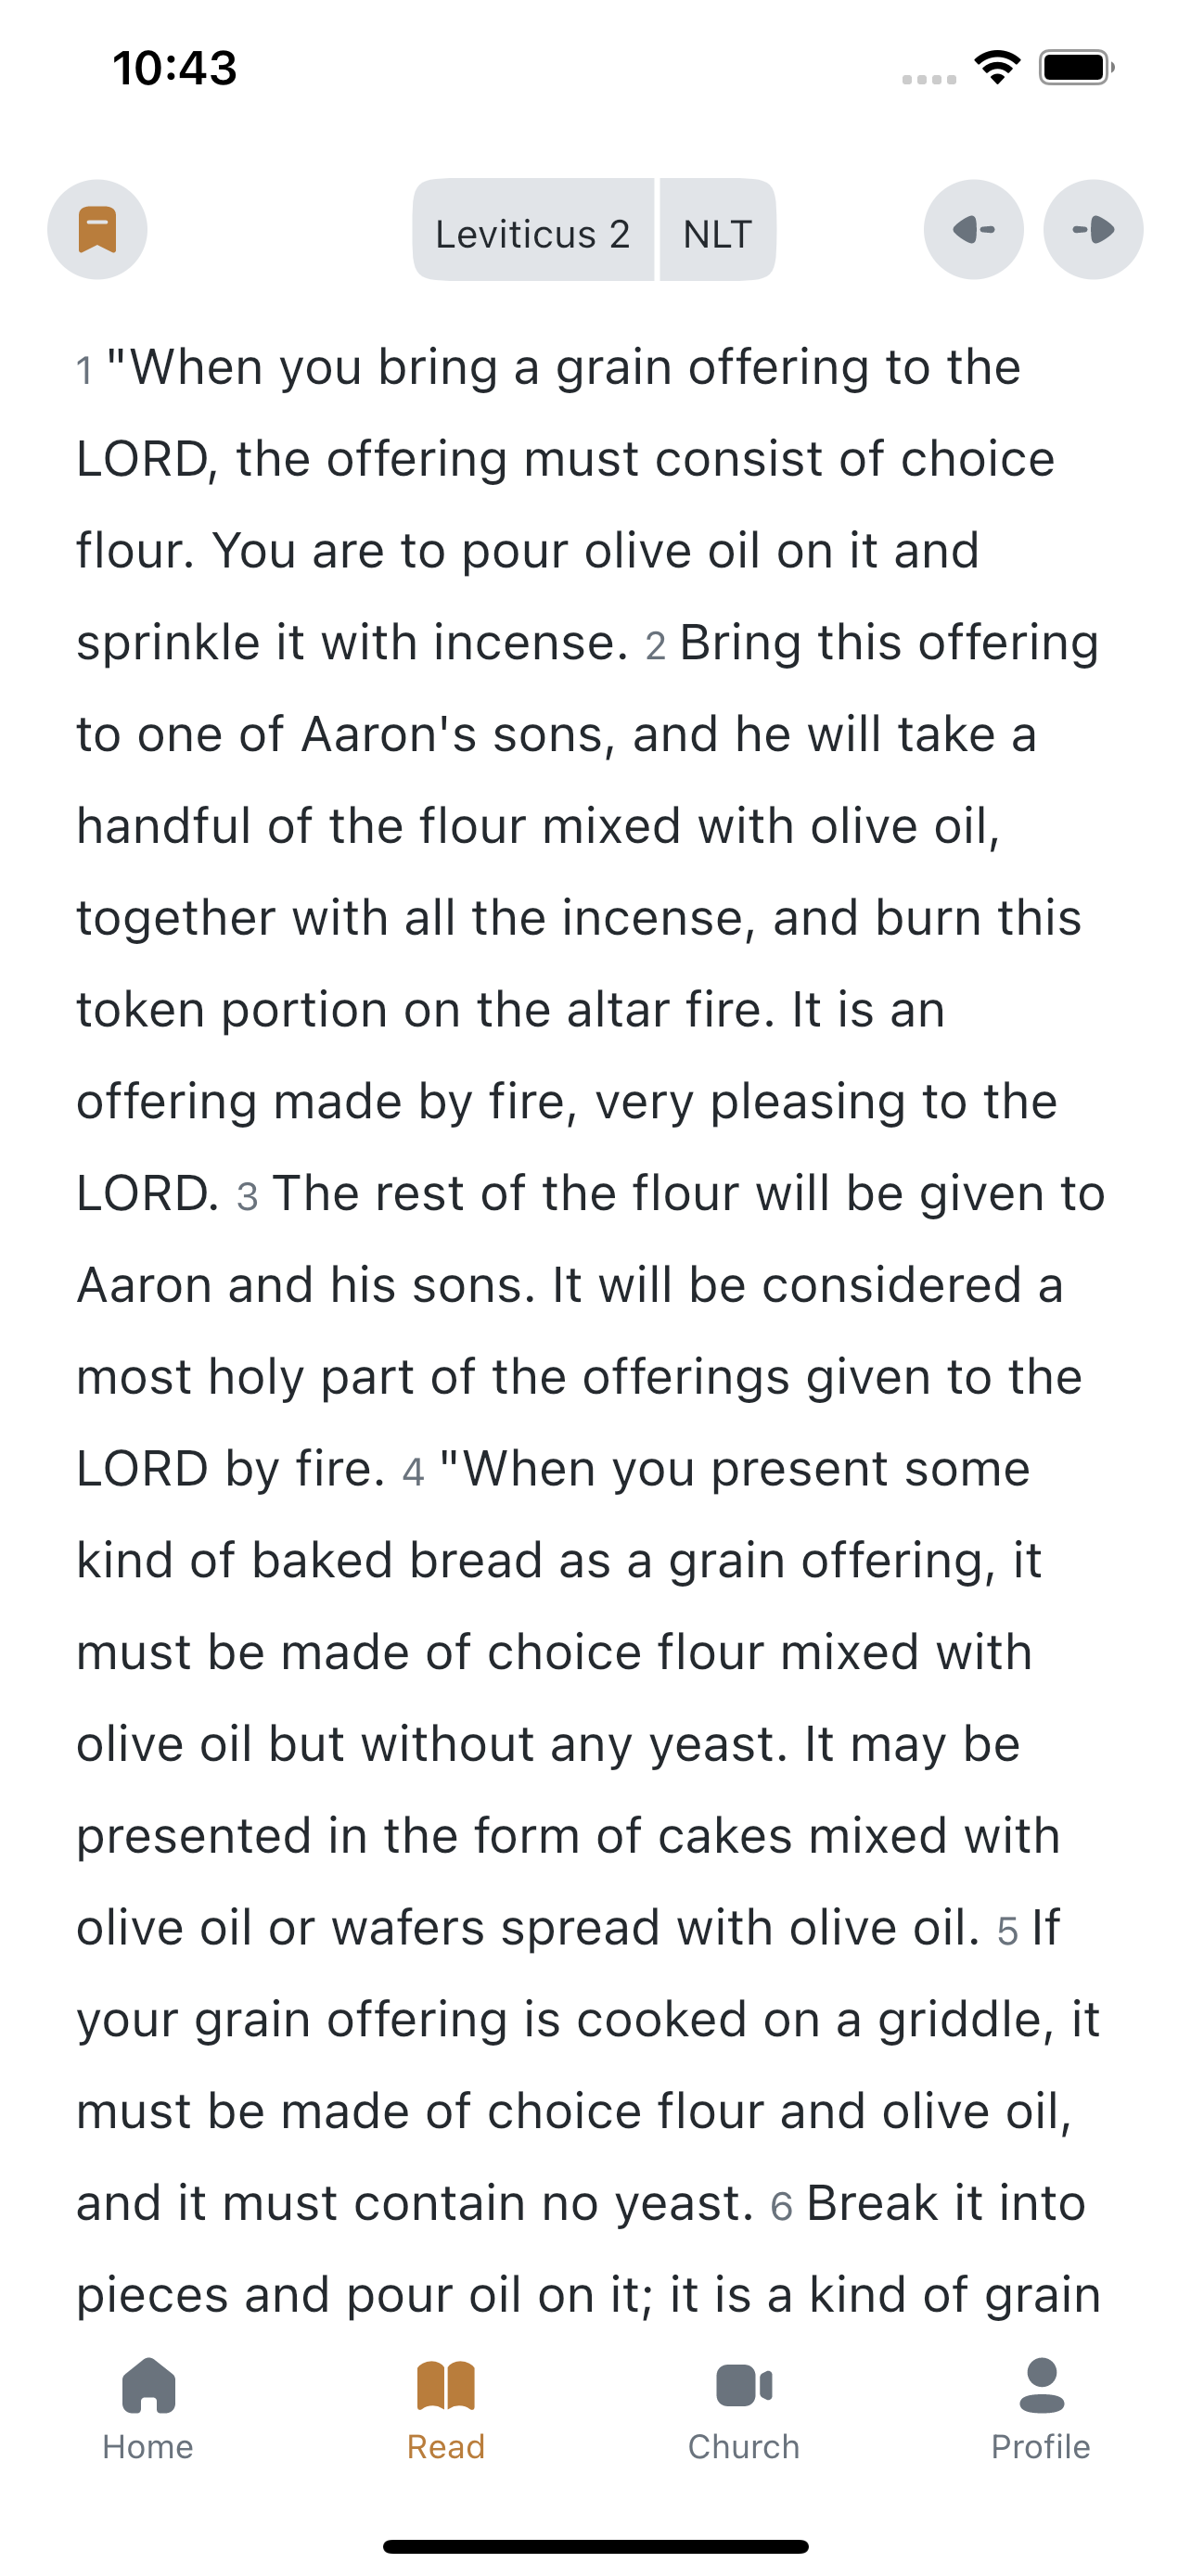 10:43
Leviticus 2 NLT
1 "When you bring a grain offering to the
LORD, the offering must consist of choice
flour. You are to pour olive oil on it and
sprinkle it with incense. 2 Bring this offering
to one of Aaron's sons, and he will take a
handful of the flour mixed with olive oil,
together with all the incense, and burn this
token portion on the altar fire. It is an
offering made by fire, very pleasing to the
LORD. 3 The rest of the flour will be given to
Aaron and his sons. It will be considered a
most holy part of the offerings given to the
LORD by fire. 4 "When you present some
kind of baked bread as a grain offering, it
must be made of choice flour mixed with
olive oil but without any yeast. It may be
presented in the form of cakes mixed with
olive oil or wafers spread with olive oil. 5 If
your grain offering is cooked on a griddle, it
must be made of choice flour and olive oil,
and it must contain no yeast. 6 Break it into
pieces and pour oil on it; it is a kind of grain
Home Read Church Profile